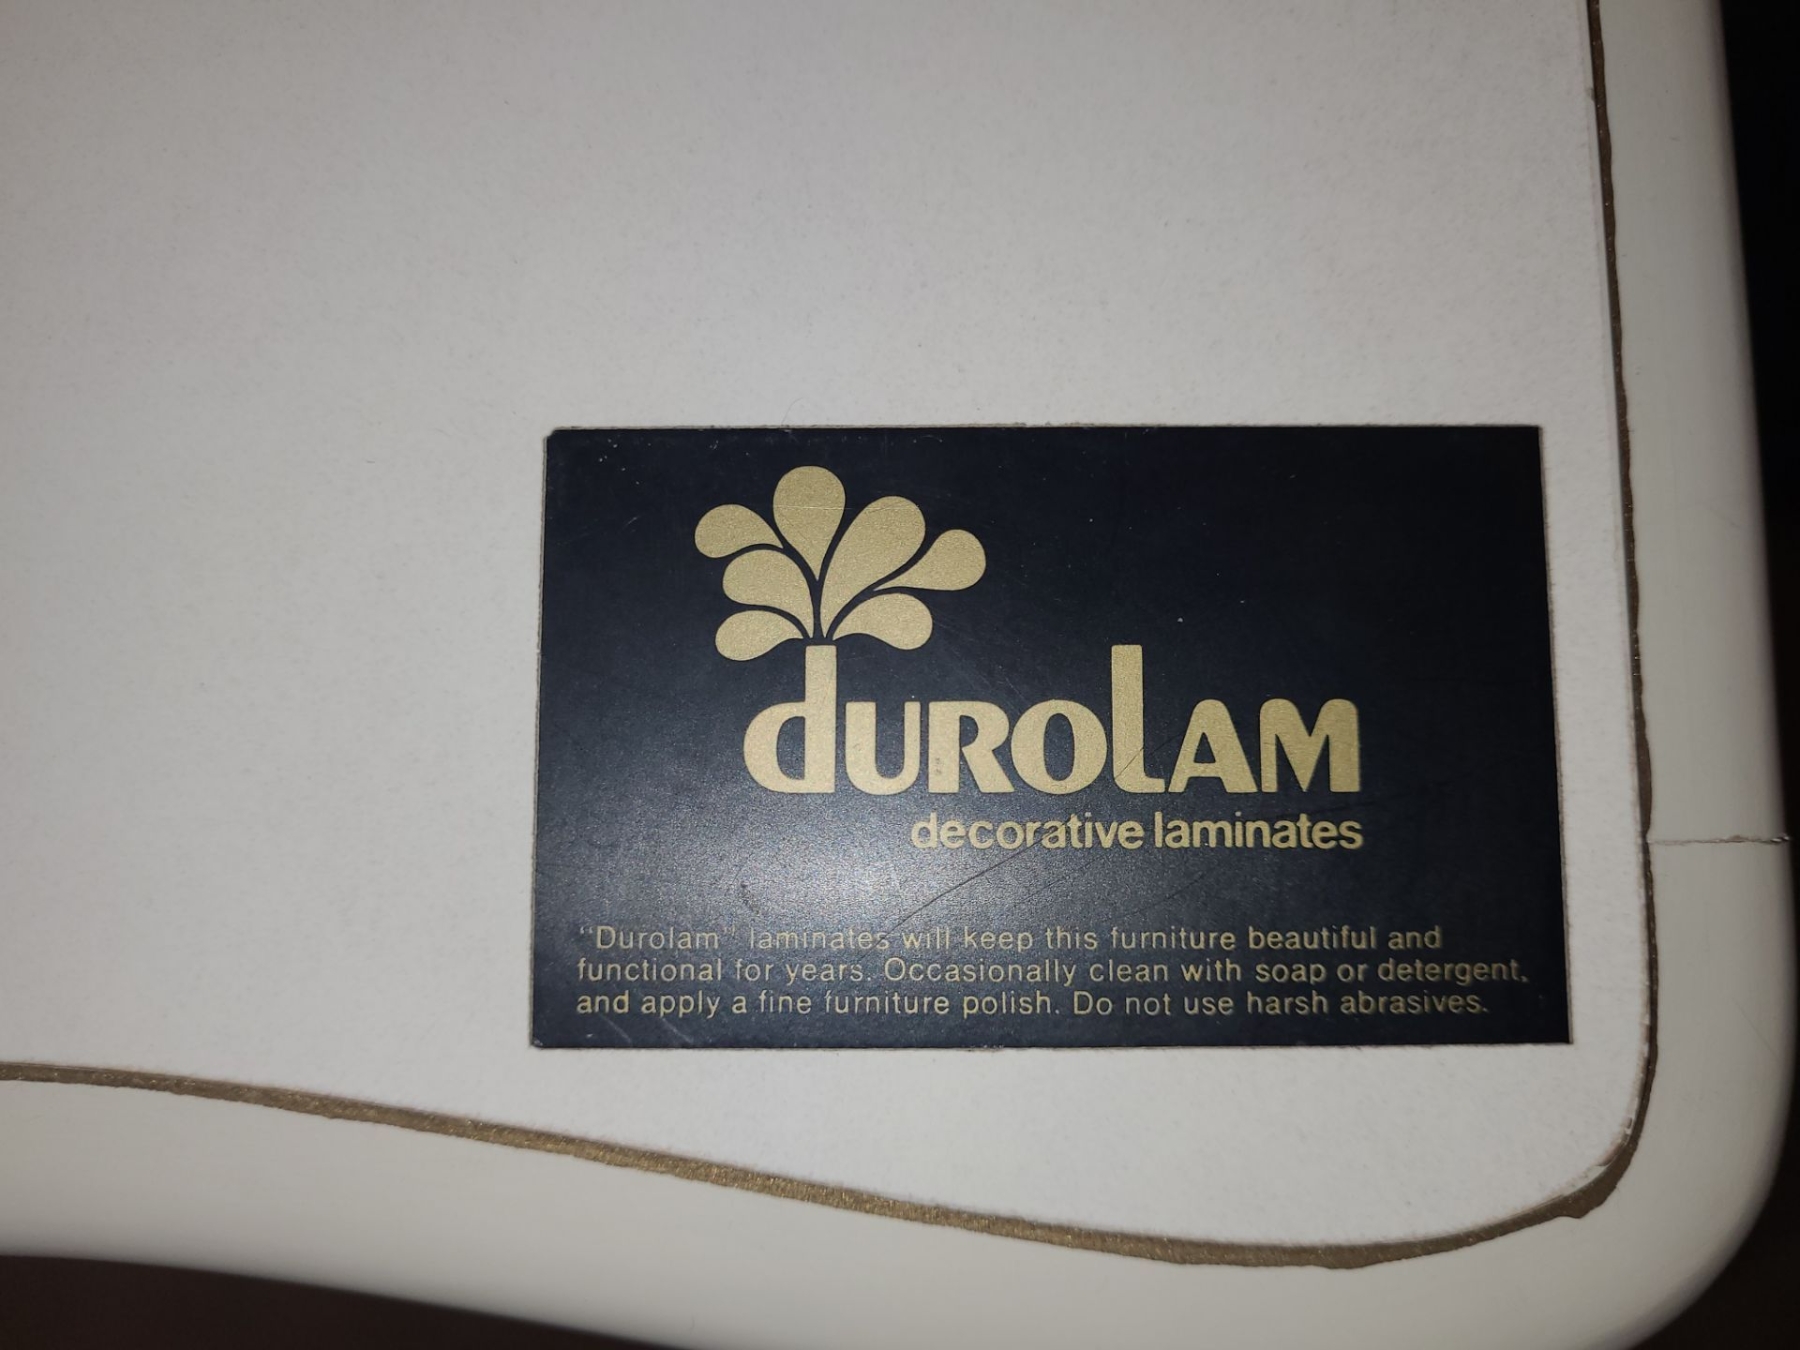 durolam
decorative laminates
"Durolam" laminates will keep this furniture beautiful and
functional for years. Occasionally clean with soap or detergent,
and apply a fine furniture polish. Do not use harsh abrasives.